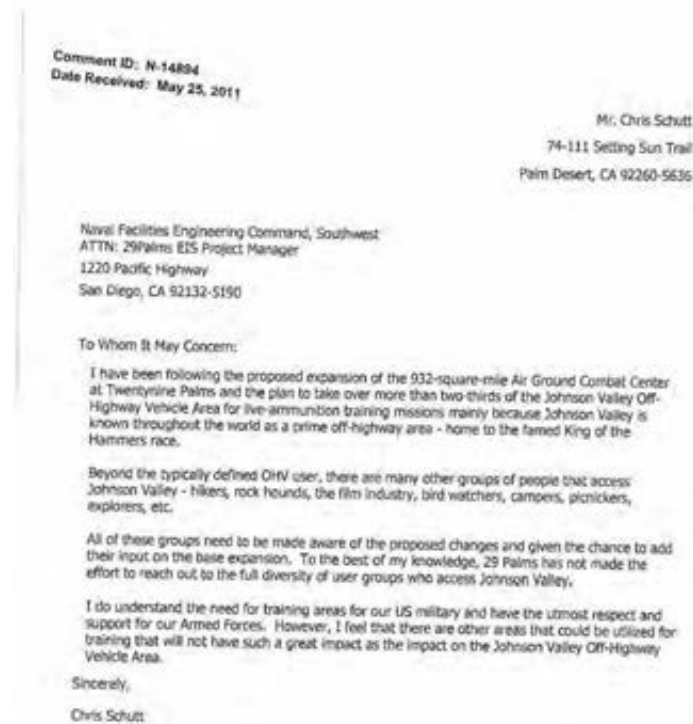 Comment ID: N-14894
Date Received: May 25, 2011
Mr. Chris Schutt
74-111 Setting Sun Trail
Palm Desert, CA 92260-5636
Naval Facilities Engineering Command, Southwest
ATTN: 29Palms EIS Project Manager
1220 Pacific Highway
San Diego, CA 92132-5190
To Whom It May Concern:
I have been following the proposed expansion of the 932-square-mile Air Ground Combat Center
at Twentynine Palms and the plan to take over more than two-thirds of the Johnson Valley Off-
Highway Vehicle Area for live-ammunition training missions mainly because Johnson Valley is
known throughout the world as a prime off-highway area - home to the famed King of the
Hammers race.
Beyond the typically defined OHV user, there are many other groups of people that access
Johnson Valley - hikers, rock hounds, the film industry, bird watchers, campers, picnickers,
explorers, etc.
All of these groups need to be made aware of the proposed changes and given the chance to add
their input on the base expansion. To the best of my knowledge, 29 Palms has not made the
effort to reach out to the full diversity of user groups who access Johnson Valley.
I do understand the need for training areas for our US military and have the utmost respect and
support for our Armed Forces. However, I feel that there are other areas that could be utilized for
training that will not have such a great impact as the impact on the Johnson Valley Off-Highway
Vehicle Area.
Sincerely,
Chris Schutt